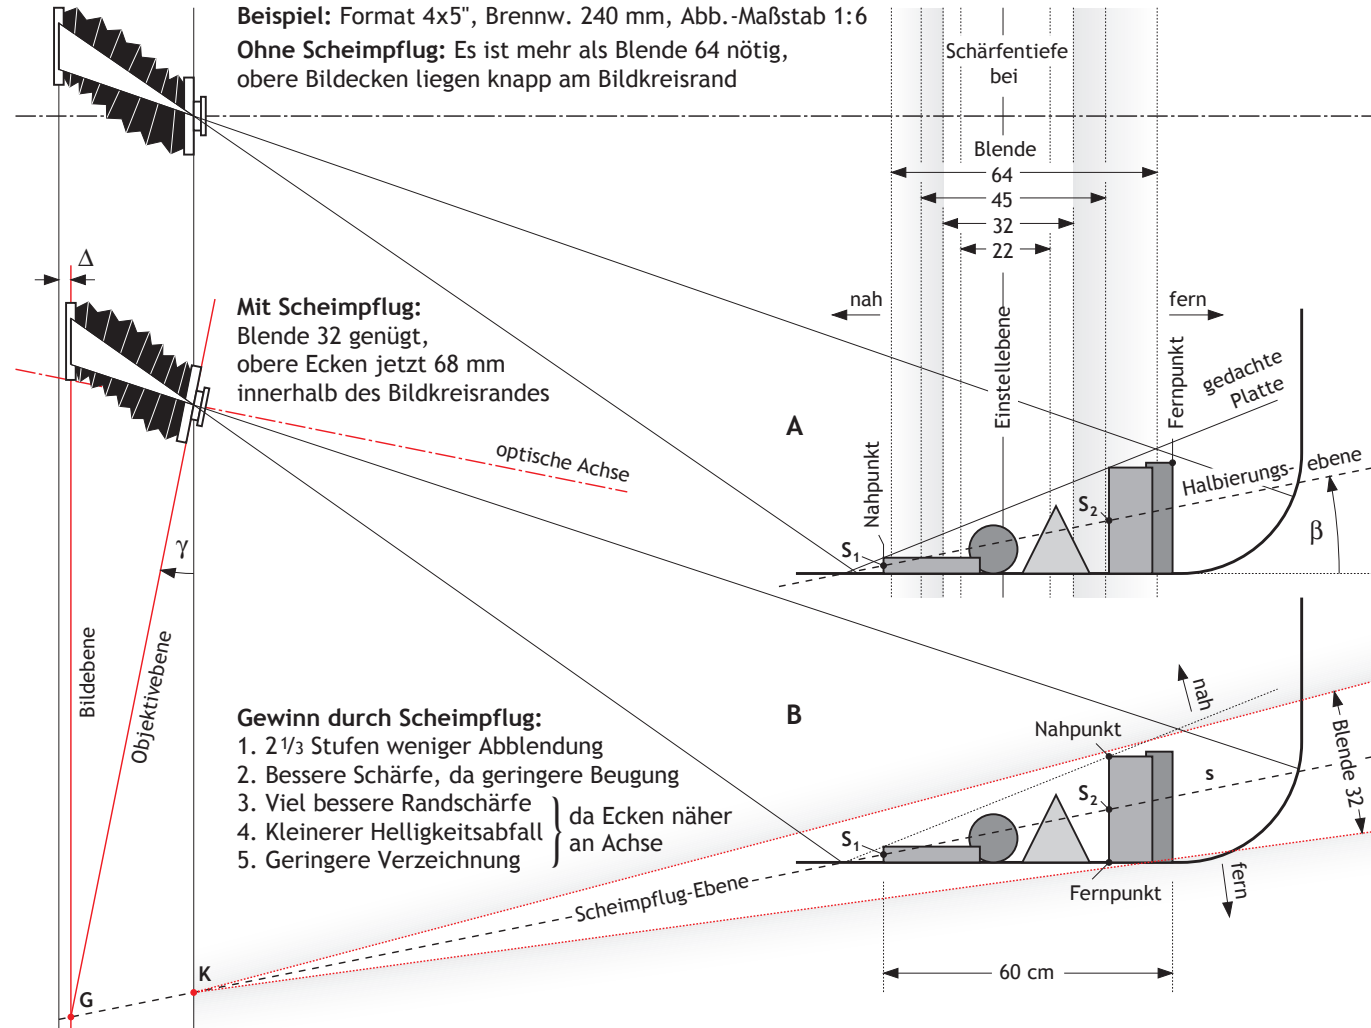 Beispiel: Format 4x5", Brennw. 240 mm, Abb.-Maßstab 1:6
Ohne Scheimpflug: Es ist mehr als Blende 64 nötig,
obere Bildecken liegen knapp am Bildkreisrand
Schärfentiefe
bei
Blende
64
45
32
22
nah
fern
Einstellebene
Fernpunkt
gedachte
Platte
Nahpunkt
A
S1
S2
Halbierungsebene
β
Δ
Mit Scheimpflug:
Blende 32 genügt,
obere Ecken jetzt 68 mm
innerhalb des Bildkreisrandes
optische Achse
γ
Bildebene
Objektivebene
Gewinn durch Scheimpflug:
1. 2 1/3 Stufen weniger Abblendung
2. Bessere Schärfe, da geringere Beugung
3. Viel bessere Randschärfe
4. Kleinerer Helligkeitsabfall
5. Geringere Verzeichnung
da Ecken näher
an Achse
B
nah
Nahpunkt
Blende 32
S1
S2
s
Fernpunkt
fern
Scheimpflug-Ebene
60 cm
K
G